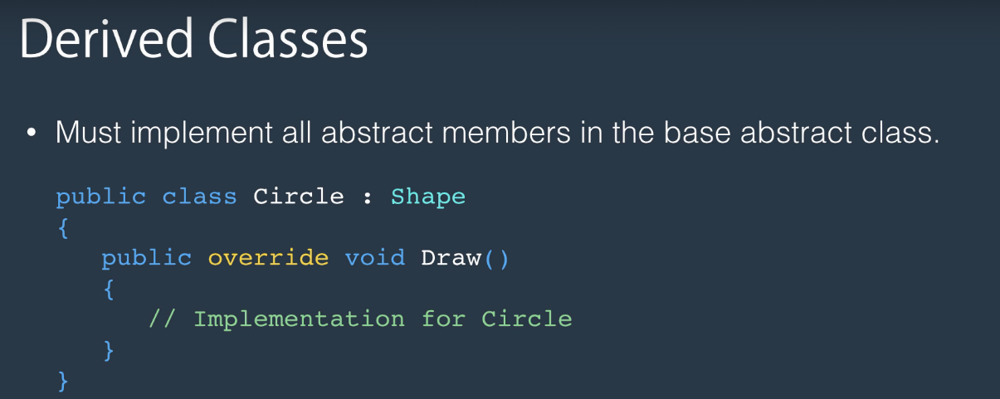 Derived Classes
• Must implement all abstract members in the base abstract class.
public class Circle : Shape
{
public override void Draw()
{
// Implementation for Circle
}
}